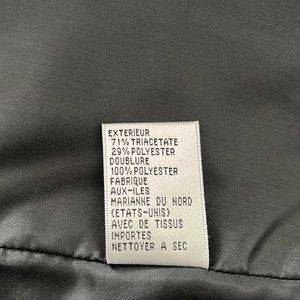 EXTERIEUR
71% TRIACETATE
29% POLYESTER
DOUBLURE
100% POLYESTER
FABRIQUE
AUX-ILES
MARIANNE DU NORD
(ETATS-UNIS)
AVEC DE TISSUS
IMPORTES
NETTOYER A SEC